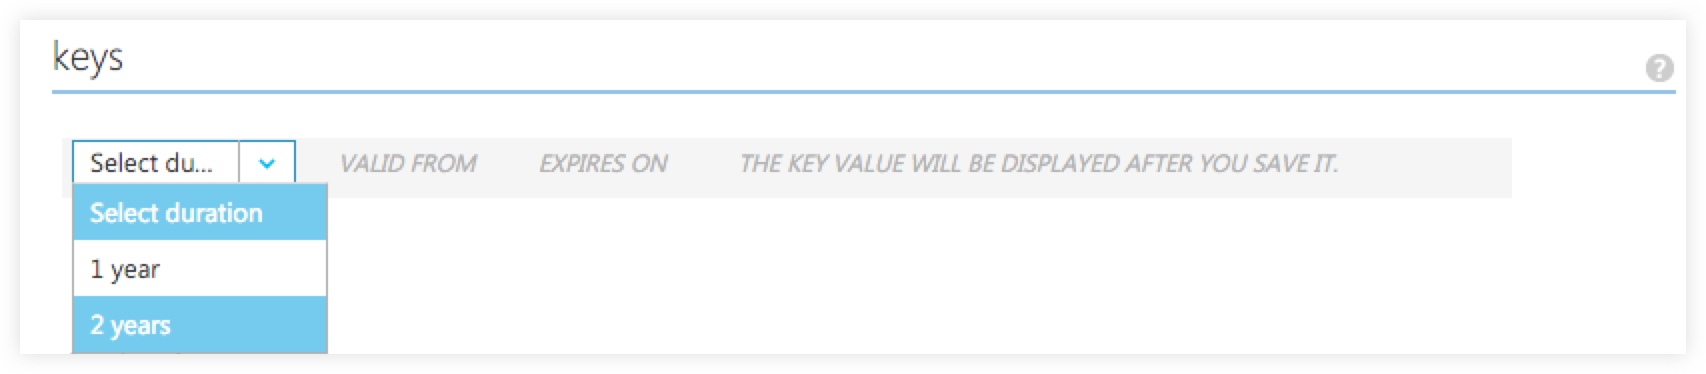 keys
?
Select du... VALID FROM EXPIRES ON THE KEY VALUE WILL BE DISPLAYED AFTER YOU SAVE IT.
Select duration
1 year
2 years